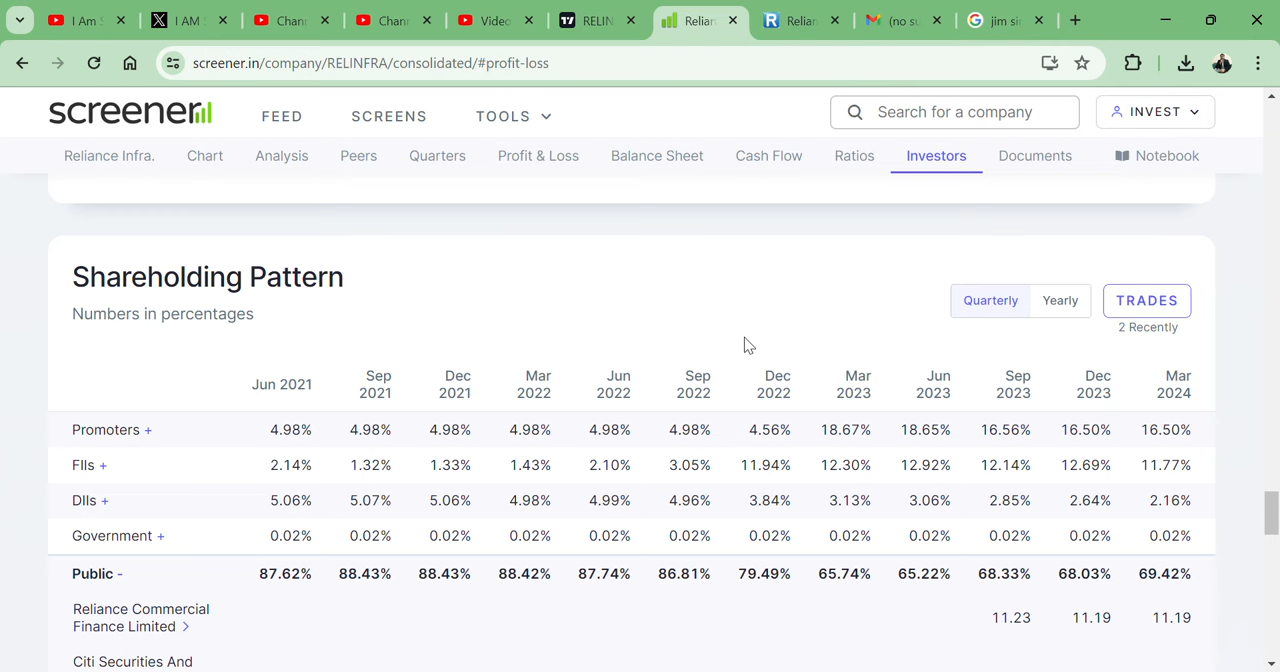 I Am S
I AM S
Chann
Chann
Video
RELIN
Relian
Relian
(no su
jim sim
screener.in/company/RELINFRA/consolidated/#profit-loss
screener
FEED
SCREENS
TOOLS
Search for a company
INVEST
Reliance Infra.
Chart
Analysis
Peers
Quarters
Profit & Loss
Balance Sheet
Cash Flow
Ratios
Investors
Documents
Notebook
Shareholding Pattern
Numbers in percentages
Quarterly
Yearly
TRADES
2 Recently
Jun 2021 Sep 2021 Dec 2021 Mar 2022 Jun 2022 Sep 2022 Dec 2022 Mar 2023 Jun 2023 Sep 2023 Dec 2023 Mar 2024
Promoters + 4.98% 4.98% 4.98% 4.98% 4.98% 4.98% 4.56% 18.67% 18.65% 16.56% 16.50% 16.50%
FIIs + 2.14% 1.32% 1.33% 1.43% 2.10% 3.05% 11.94% 12.30% 12.92% 12.14% 12.69% 11.77%
DIIs + 5.06% 5.07% 5.06% 4.98% 4.99% 4.96% 3.84% 3.13% 3.06% 2.85% 2.64% 2.16%
Government + 0.02% 0.02% 0.02% 0.02% 0.02% 0.02% 0.02% 0.02% 0.02% 0.02% 0.02% 0.02%
Public - 87.62% 88.43% 88.43% 88.42% 87.74% 86.81% 79.49% 65.74% 65.22% 68.33% 68.03% 69.42%
Reliance Commercial
Finance Limited > 11.23 11.19 11.19
Citi Securities And